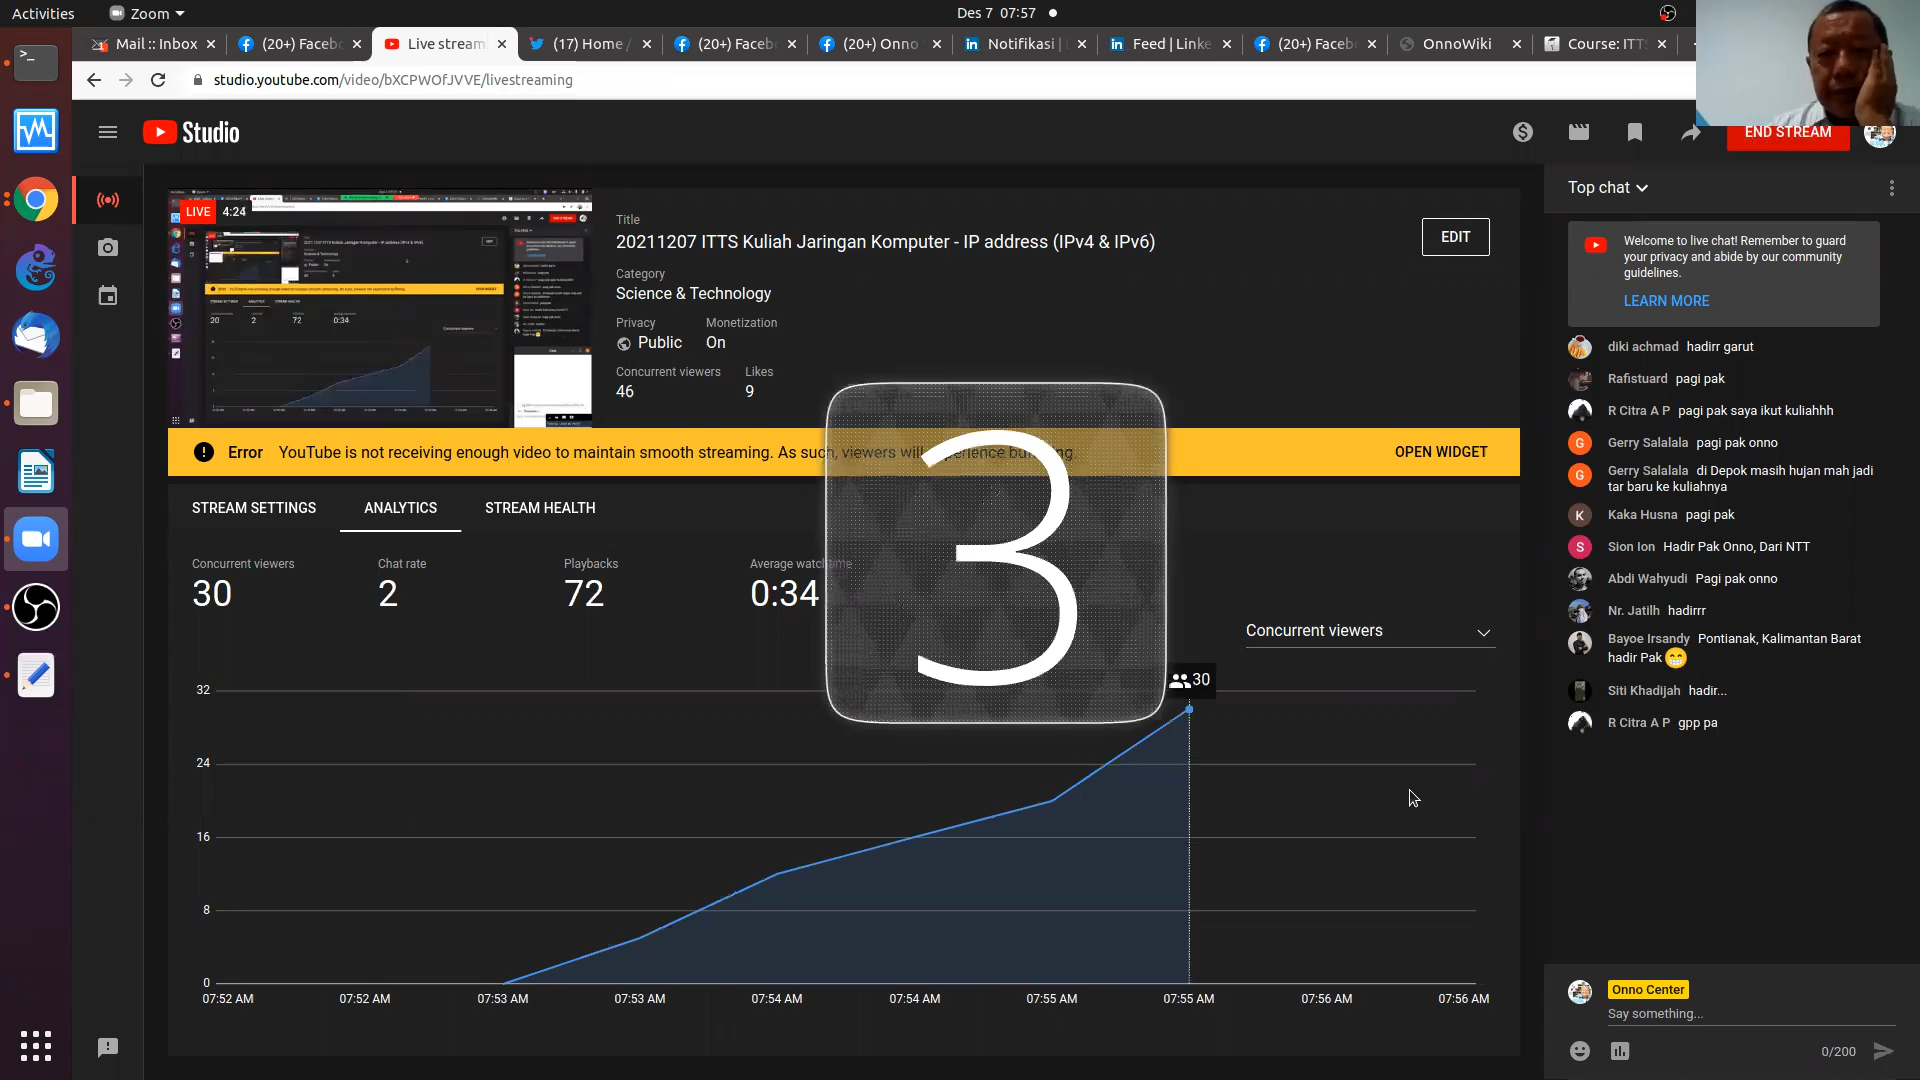 Activities
Zoom
Des 7 07:57
Mail :: Inbox
(20+) Faceb
Live stream
(17) Home /
(20+) Faceb
(20+) Onno
Notifikasi |
Feed | Linke
(20+) Faceb
OnnoWiki
Course: ITT
studio.youtube.com/video/bXCPWOfJVVE/livestreaming
Studio
END STREAM
LIVE 4:24
Title
20211207 ITTS Kuliah Jaringan Komputer - IP address (IPv4 & IPv6)
EDIT
Category
Science & Technology
Privacy
Monetization
Public
On
Concurrent viewers
Likes
46
9
Error YouTube is not receiving enough video to maintain smooth streaming. As such, viewers will experience buffering.
OPEN WIDGET
STREAM SETTINGS
ANALYTICS
STREAM HEALTH
Concurrent viewers
Chat rate
Playbacks
Average watch time
30
2
72
0:34
3
Concurrent viewers
30
32
24
16
8
0
07:52 AM
07:52 AM
07:53 AM
07:53 AM
07:54 AM
07:54 AM
07:55 AM
07:55 AM
07:56 AM
07:56 AM
Top chat
Welcome to live chat! Remember to guard
your privacy and abide by our community
guidelines.
LEARN MORE
diki achmad hadirr garut
Rafistuard pagi pak
R Citra A P pagi pak saya ikut kuliahhh
G Gerry Salalala pagi pak onno
G Gerry Salalala di Depok masih hujan mah jadi
tar baru ke kuliahnya
K Kaka Husna pagi pak
S Sion Ion Hadir Pak Onno, Dari NTT
Abdi Wahyudi Pagi pak onno
Nr. Jatilh hadirrr
Bayoe Irsandy Pontianak, Kalimantan Barat
hadir Pak
Siti Khadijah hadir...
R Citra A P gpp pa
Onno Center
Say something...
0/200